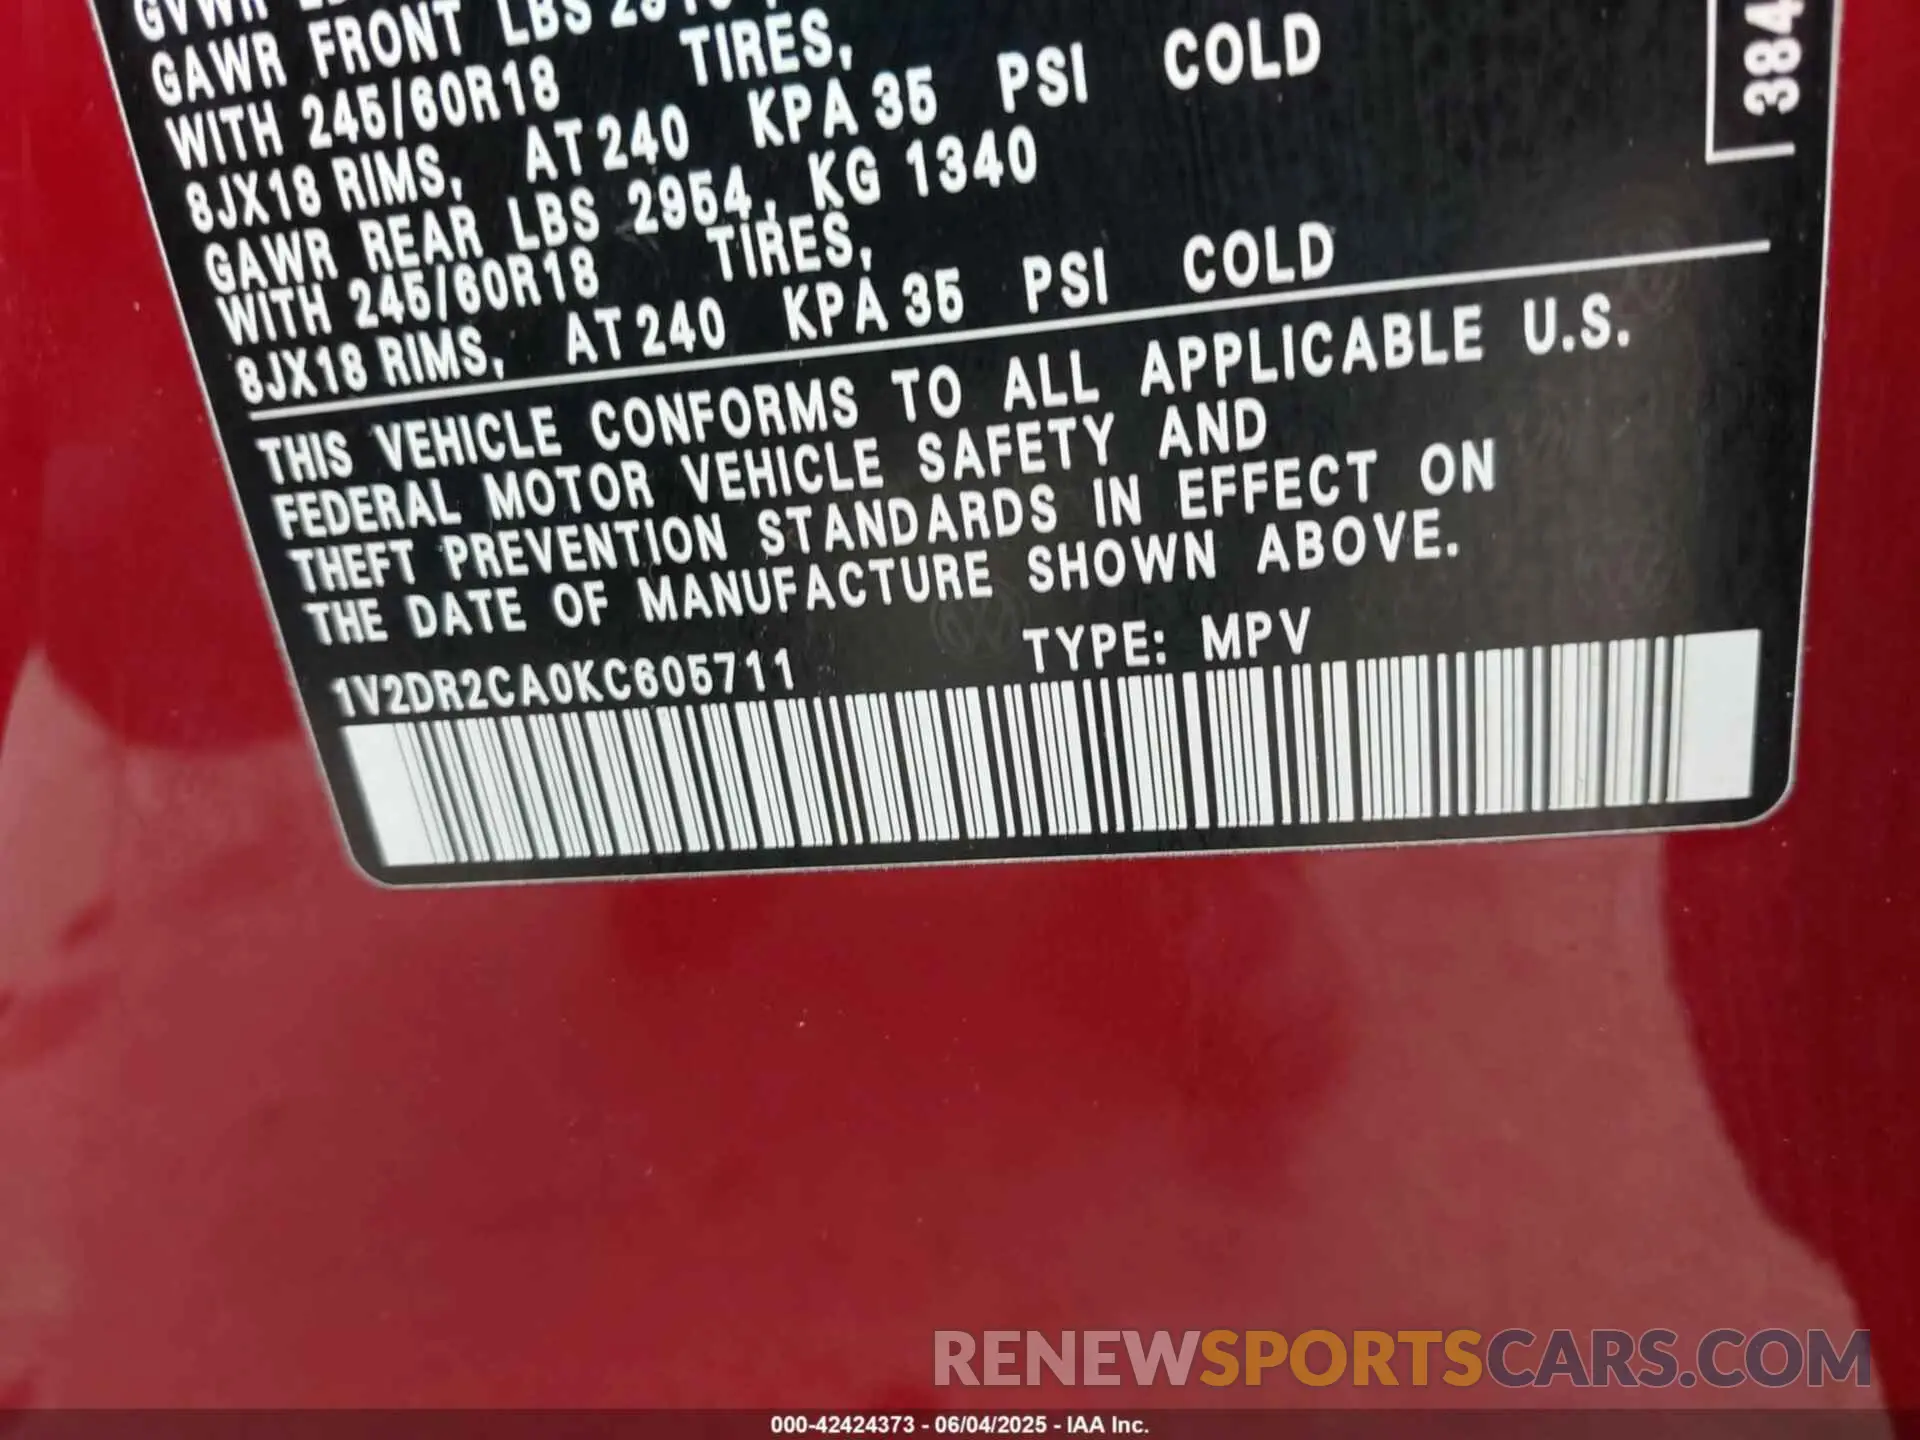 GVWR
GAWR FRONT LBS
WITH 245/60R18 TIRES,
8JX18 RIMS, AT 240 KPA 35 PSI COLD
GAWR REAR LBS 2954, KG 1340
WITH 245/60R18 TIRES,
8JX18 RIMS, AT 240 KPA 35 PSI COLD
384
THIS VEHICLE CONFORMS TO ALL APPLICABLE U.S.
FEDERAL MOTOR VEHICLE SAFETY AND
THEFT PREVENTION STANDARDS IN EFFECT ON
THE DATE OF MANUFACTURE SHOWN ABOVE.
1V2DR2CA0KC605711 TYPE: MPV
RENEWSPORTSCARS.COM
000-42424373 - 06/04/2025 - IAA Inc.